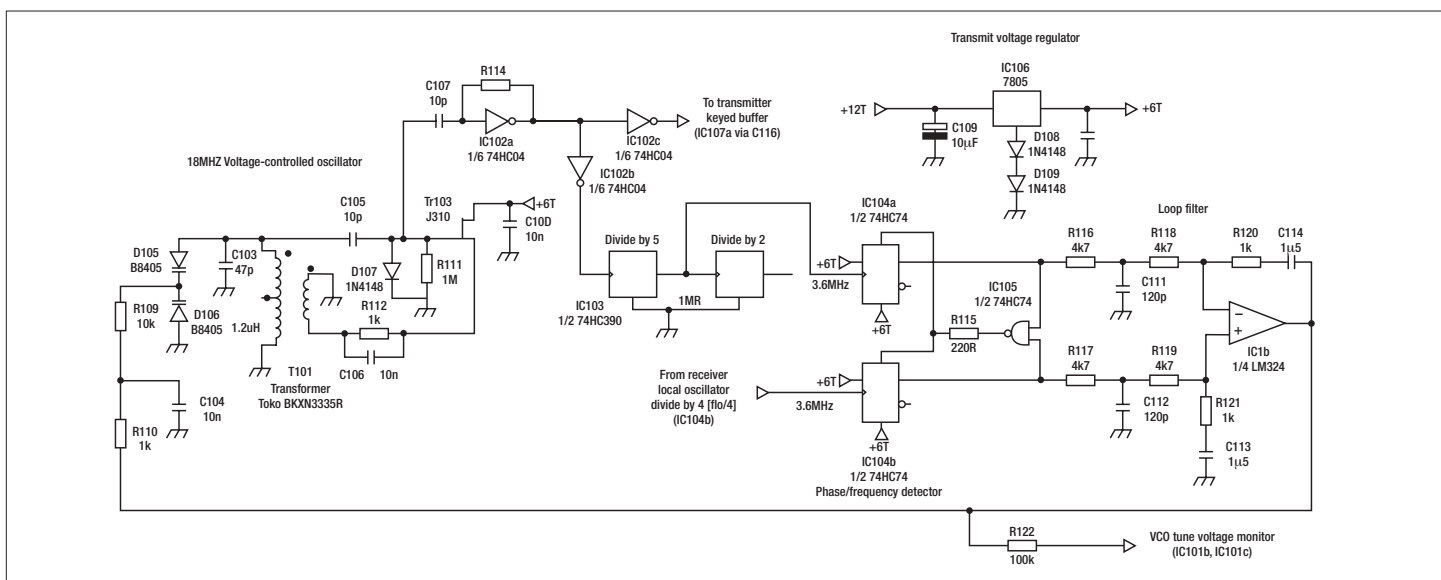 Transmit voltage regulator
IC106
7805
+12T
+6T
C109
10µF
D108
1N4148
D109
1N4148
R114
C107
10p
IC102a
1/6 74HC04
IC102c
1/6 74HC04
To transmitter
keyed buffer
(IC107a via C116)
IC102b
1/6 74HC04
18MHZ Voltage-controlled oscillator
C105
10p
Tr103
J310
+6T
C10D
10n
D105
B8405
C103
47p
D107
1N4148
R111
1M
R109
10k
D106
B8405
1.2uH
R112
1k
C106
10n
T101
Transformer
Toko BKXN3335R
C104
10n
R110
1k
Divide by 5
Divide by 2
IC103
1/2 74HC390
1MR
IC104a
1/2 74HC74
+6T
3.6MHz
+6T
IC105
1/2 74HC74
R115
220R
From receiver
local oscillator
divide by 4 [flo/4]
(IC104b)
+6T
3.6MHz
+6T
IC104b
1/2 74HC74
Phase/frequency detector
Loop filter
R116
4k7
R118
4k7
R120
1k
C114
1µ5
C111
120p
−
+
IC1b
1/4 LM324
R117
4k7
R119
4k7
C112
120p
R121
1k
C113
1µ5
R122
100k
VCO tune voltage monitor
(IC101b, IC101c)